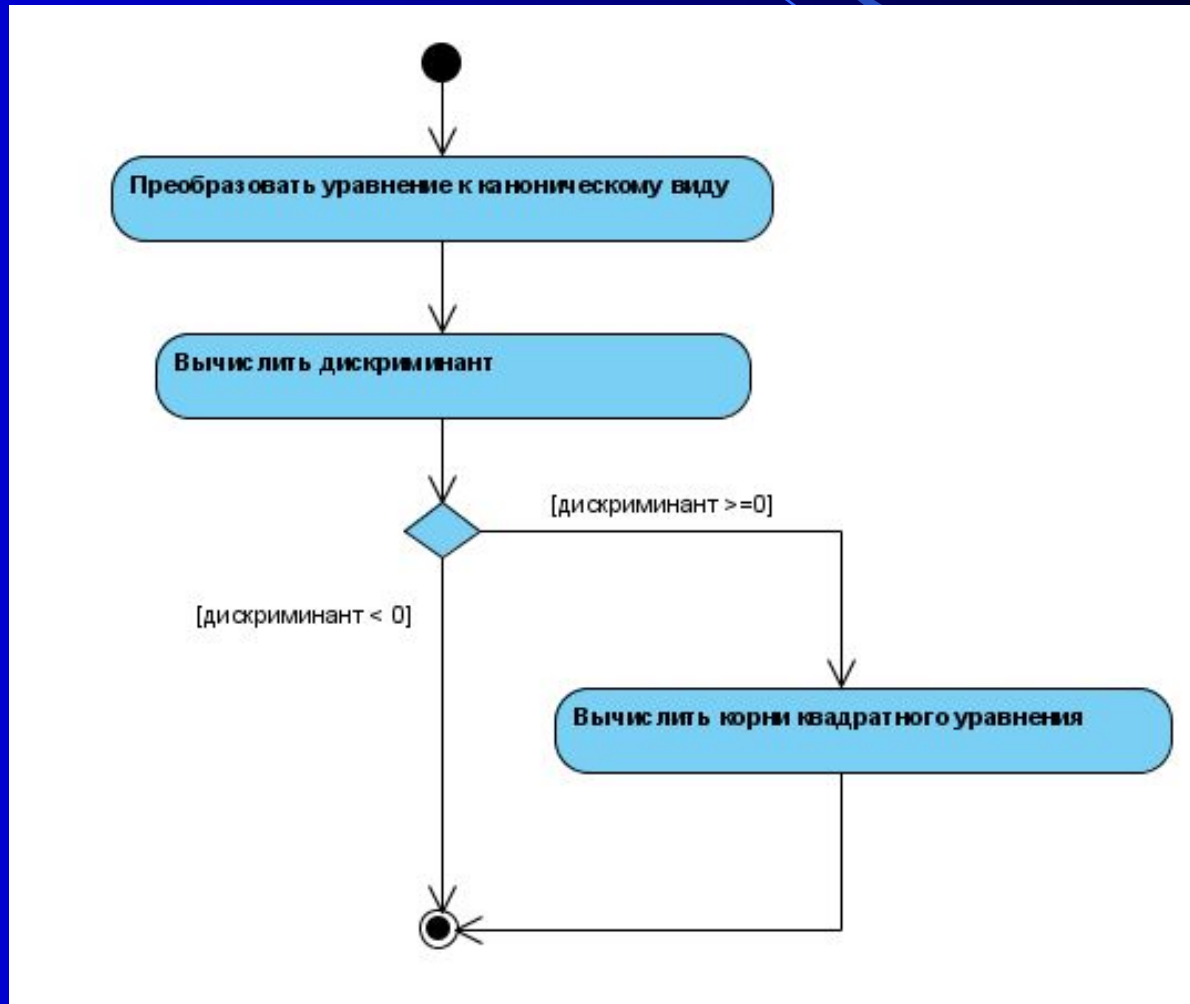 Преобразовать уравнение к каноническому виду
Вычислить дискриминант
[дискриминант >=0]
[дискриминант < 0]
Вычислить корни квадратного уравнения